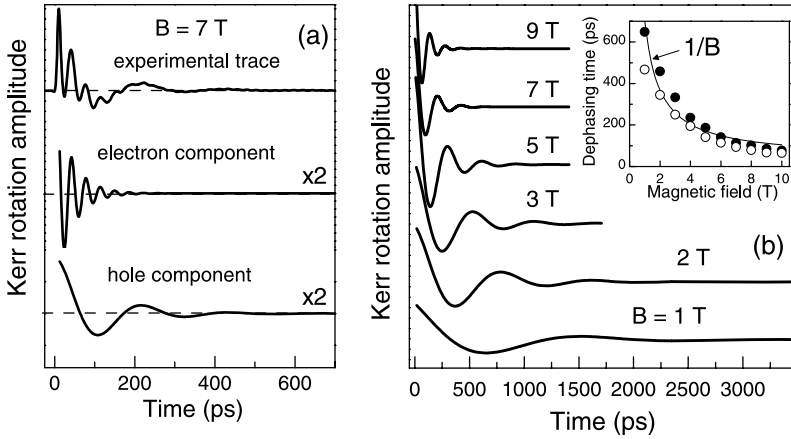 B = 7 T
(a)
experimental trace
electron component
x2
hole component
x2
Kerr rotation amplitude
0 200 400 600
Time (ps)
9 T
7 T
5 T
3 T
(b)
2 T
B = 1 T
Kerr rotation amplitude
0 500 1000 1500 2000 2500 3000
Time (ps)
600
400
200
0
1/B
Dephasing time (ps)
0 2 4 6 8 10
Magnetic field (T)